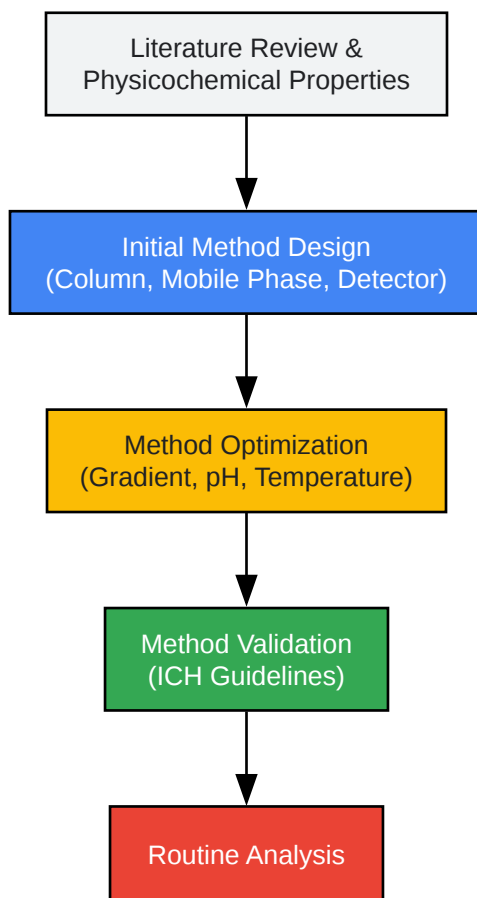 Literature Review &
Physicochemical Properties
Initial Method Design
(Column, Mobile Phase, Detector)
Method Optimization
(Gradient, pH, Temperature)
Method Validation
(ICH Guidelines)
Routine Analysis